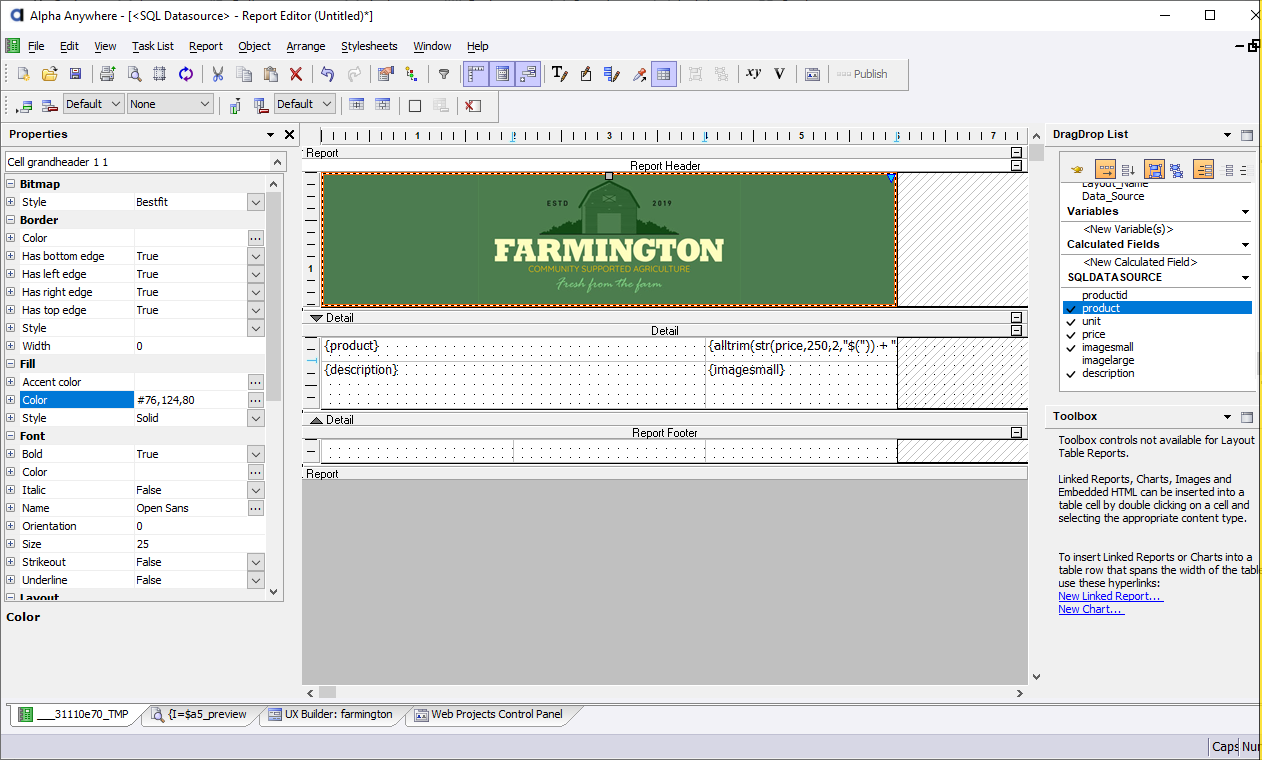 Alpha Anywhere - [<SQL Datasource> - Report Editor (Untitled)*]
File Edit View Task List Report Object Arrange Stylesheets Window Help
xy V Publish
Default None Default
Properties
Cell grandheader 1 1
Bitmap
Style Bestfit
Border
Color
Has bottom edge True
Has left edge True
Has right edge True
Has top edge True
Style
Width 0
Fill
Accent color
Color #76,124,80
Style Solid
Font
Bold True
Color
Italic False
Name Open Sans
Orientation 0
Size 25
Strikeout False
Underline False
Layout
Color
1 2 3 4 5 6 7
Report
Report Header
1
ESTD 2019
FARMINGTON
COMMUNITY SUPPORTED AGRICULTURE
Fresh from the farm
Detail
Detail
{product} {alltrim(str(price,250,2,"$(")) + "
{description} {imagesmall}
Detail
Report Footer
Report
DragDrop List
Layout_Name
Data_Source
Variables
<New Variable(s)>
Calculated Fields
<New Calculated Field>
SQLDATASOURCE
productid
product
unit
price
imagesmall
imagelarge
description
Toolbox
Toolbox controls not available for Layout
Table Reports.
Linked Reports, Charts, Images and
Embedded HTML can be inserted into a
table cell by double clicking on a cell and
selecting the appropriate content type.
To insert Linked Reports or Charts into a
table row that spans the width of the table
use these hyperlinks:
New Linked Report...
New Chart...
___31110e70_TMP {I=$a5_preview UX Builder: farmington Web Projects Control Panel
Caps Num